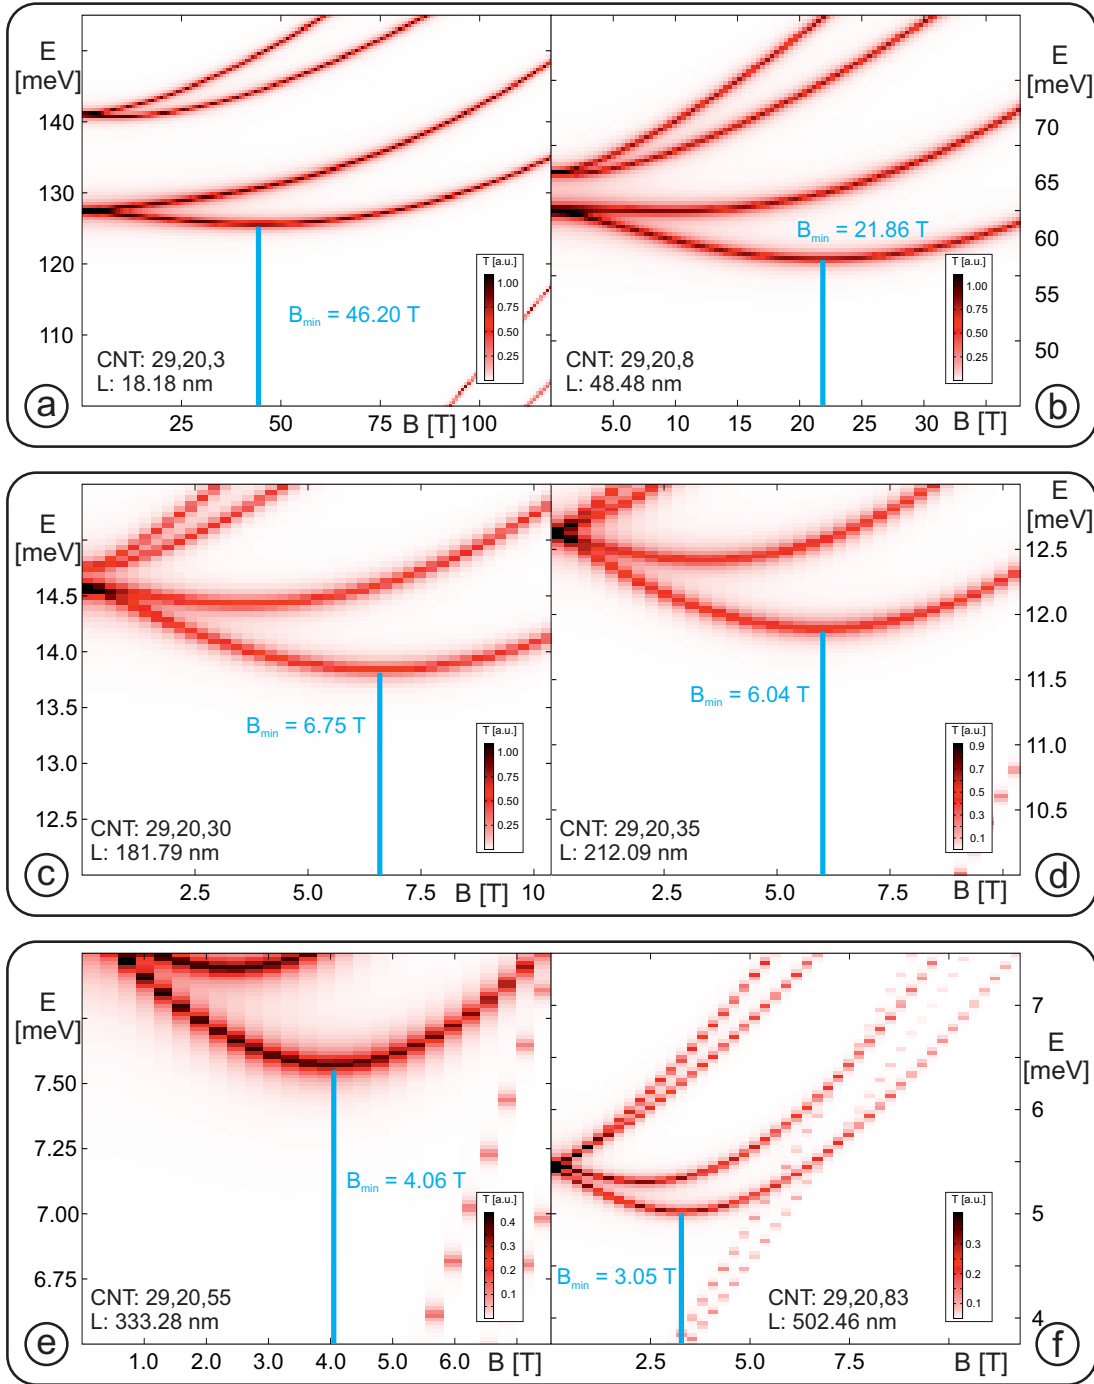 E
[meV]
140
130
120
110
B_min = 46.20 T
T [a.u.]
1.00
0.75
0.50
0.25
CNT: 29,20,3
L: 18.18 nm
a
25 50 75 B [T] 100
E
[meV]
70
65
60
55
50
B_min = 21.86 T
T [a.u.]
1.00
0.75
0.50
0.25
CNT: 29,20,8
L: 48.48 nm
b
5.0 10 15 20 25 30 B [T]
E
[meV]
14.5
14.0
13.5
13.0
12.5
B_min = 6.75 T
T [a.u.]
1.00
0.75
0.50
0.25
CNT: 29,20,30
L: 181.79 nm
c
2.5 5.0 7.5 B [T] 10
E
[meV]
12.5
12.0
11.5
11.0
10.5
B_min = 6.04 T
T [a.u.]
0.9
0.7
0.5
0.3
0.1
CNT: 29,20,35
L: 212.09 nm
d
2.5 5.0 7.5 B [T]
E
[meV]
7.50
7.25
7.00
6.75
B_min = 4.06 T
T [a.u.]
0.4
0.3
0.2
0.1
CNT: 29,20,55
L: 333.28 nm
e
1.0 2.0 3.0 4.0 5.0 6.0 B [T]
7
E
[meV]
6
5
4
B_min = 3.05 T
T [a.u.]
0.3
0.2
0.1
CNT: 29,20,83
L: 502.46 nm
f
2.5 5.0 7.5 B [T]